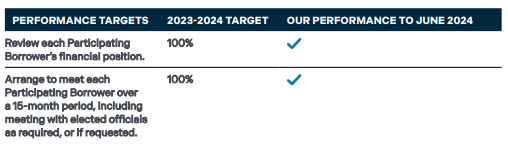 PERFORMANCE TARGETS 2023-2024 TARGET OUR PERFORMANCE TO JUNE 2024
Review each Participating 100% ✓
Borrower's financial position.
Arrange to meet each 100% ✓
Participating Borrower over
a 15-month period, including
meeting with elected officials
as required, or if requested.